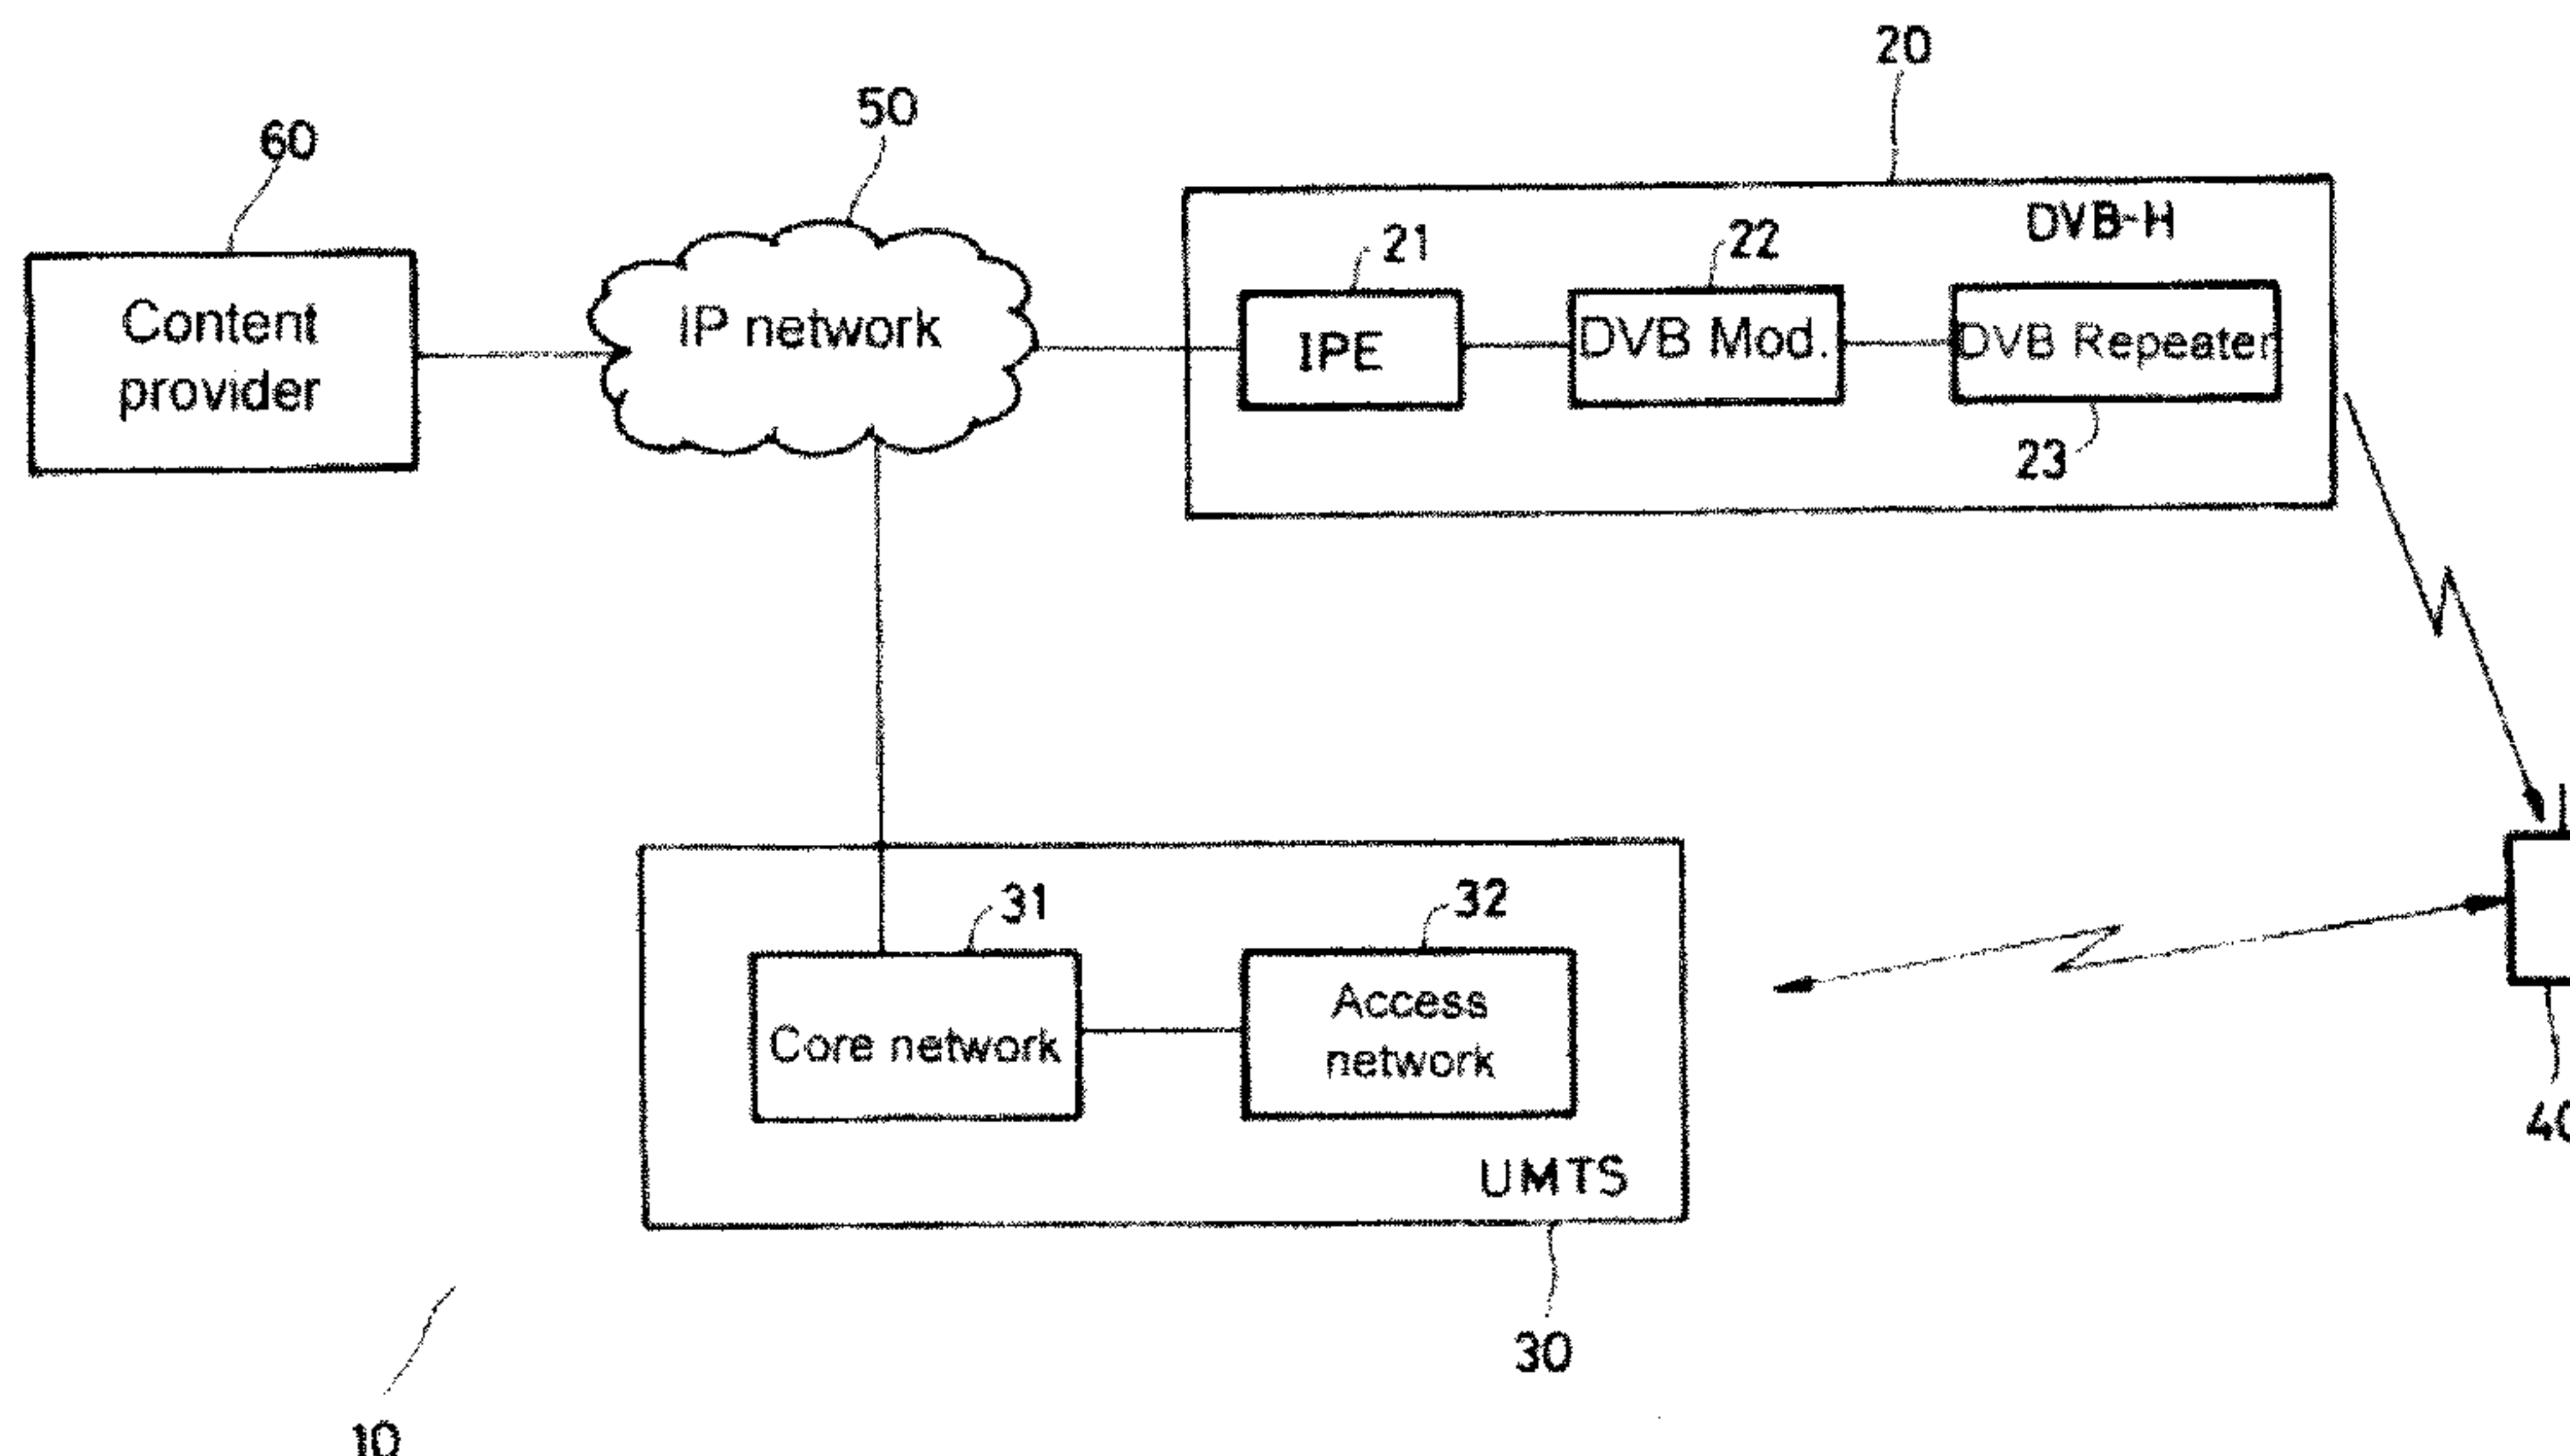 20
50
60
DVB-H
21
22
Content
provider
IP network
IPE
DVB Mod.
DVB Repeater
23
31
32
Core network
Access
network
40
UMTS
30
10